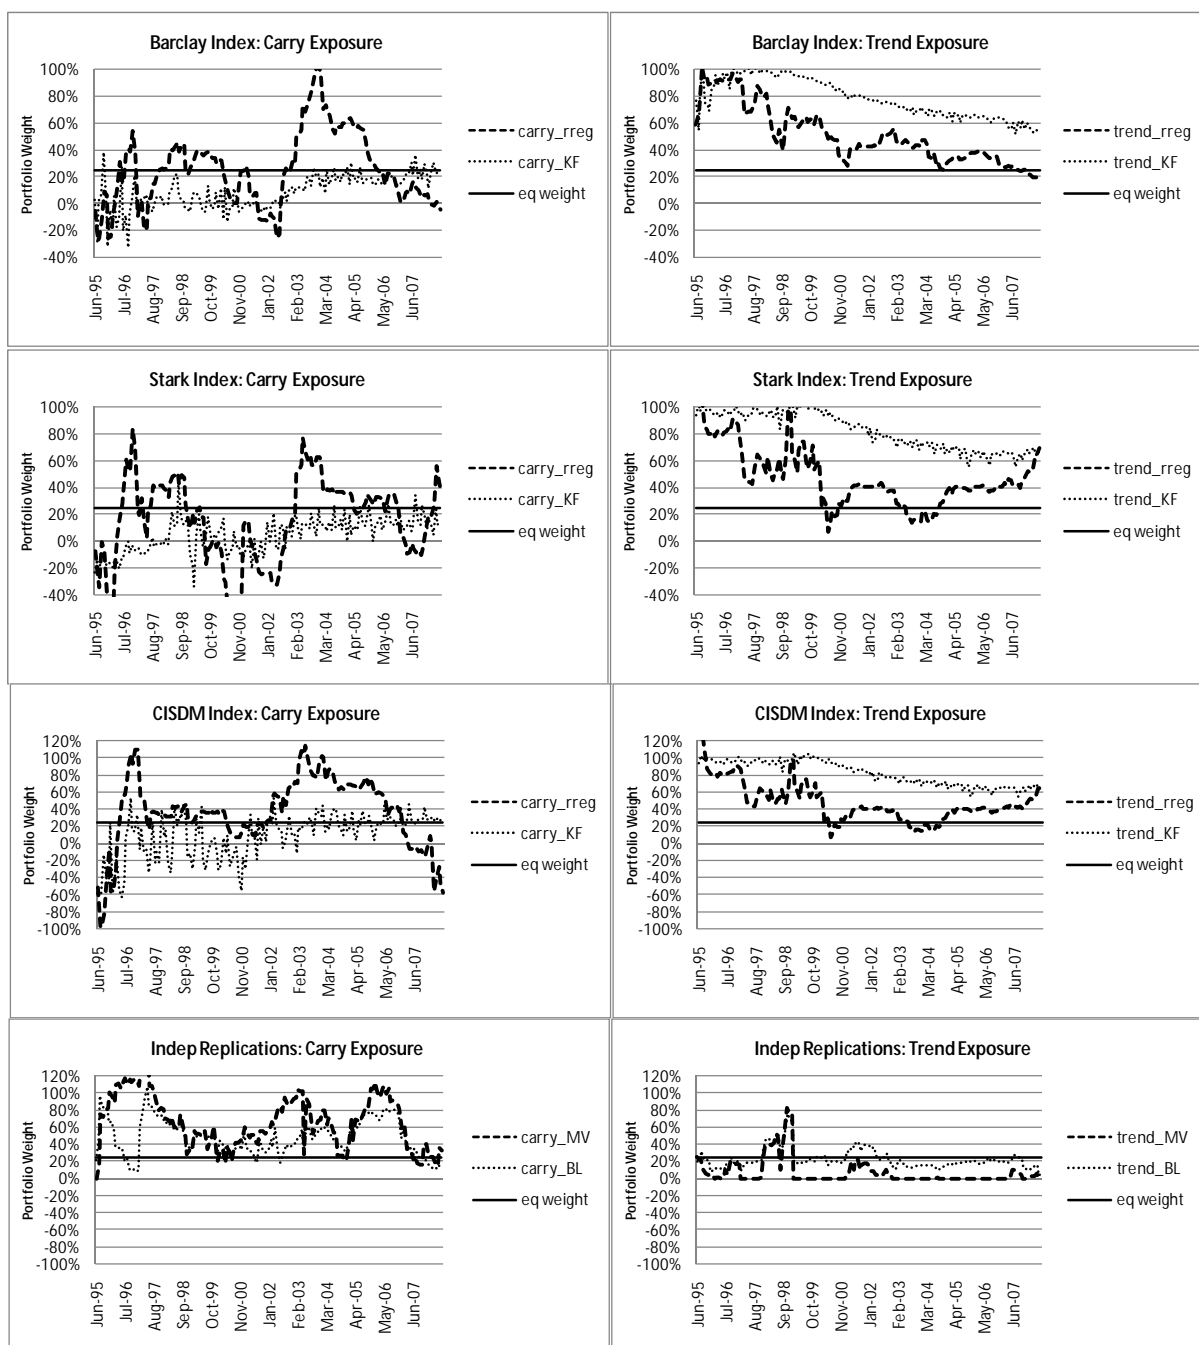 Barclay Index: Carry Exposure
Portfolio Weight
100%
80%
60%
40%
20%
0%
-20%
-40%
Jun-95
Jul-96
Aug-97
Sep-98
Oct-99
Nov-00
Jan-02
Feb-03
Mar-04
Apr-05
May-06
Jun-07
carry_rreg
carry_KF
eq weight
Barclay Index: Trend Exposure
Portfolio Weight
100%
80%
60%
40%
20%
0%
-20%
-40%
Jun-95
Jul-96
Aug-97
Sep-98
Oct-99
Nov-00
Jan-02
Feb-03
Mar-04
Apr-05
May-06
Jun-07
trend_rreg
trend_KF
eq weight
Stark Index: Carry Exposure
Portfolio Weight
100%
80%
60%
40%
20%
0%
-20%
-40%
Jun-95
Jul-96
Aug-97
Sep-98
Oct-99
Nov-00
Jan-02
Feb-03
Mar-04
Apr-05
May-06
Jun-07
carry_rreg
carry_KF
eq weight
Stark Index: Trend Exposure
Portfolio Weight
100%
80%
60%
40%
20%
0%
-20%
-40%
Jun-95
Jul-96
Aug-97
Sep-98
Oct-99
Nov-00
Jan-02
Feb-03
Mar-04
Apr-05
May-06
Jun-07
trend_rreg
trend_KF
eq weight
CISDM Index: Carry Exposure
Portfolio Weight
120%
100%
80%
60%
40%
20%
0%
-20%
-40%
-60%
-80%
-100%
Jun-95
Jul-96
Aug-97
Sep-98
Oct-99
Nov-00
Jan-02
Feb-03
Mar-04
Apr-05
May-06
Jun-07
carry_rreg
carry_KF
eq weight
CISDM Index: Trend Exposure
Portfolio Weight
120%
100%
80%
60%
40%
20%
0%
-20%
-40%
-60%
-80%
-100%
Jun-95
Jul-96
Aug-97
Sep-98
Oct-99
Nov-00
Jan-02
Feb-03
Mar-04
Apr-05
May-06
Jun-07
trend_rreg
trend_KF
eq weight
Indep Replications: Carry Exposure
Portfolio Weight
120%
100%
80%
60%
40%
20%
0%
-20%
-40%
-60%
-80%
-100%
Jun-95
Jul-96
Aug-97
Sep-98
Oct-99
Nov-00
Jan-02
Feb-03
Mar-04
Apr-05
May-06
Jun-07
carry_MV
carry_BL
eq weight
Indep Replications: Trend Exposure
Portfolio Weight
120%
100%
80%
60%
40%
20%
0%
-20%
-40%
-60%
-80%
-100%
Jun-95
Jul-96
Aug-97
Sep-98
Oct-99
Nov-00
Jan-02
Feb-03
Mar-04
Apr-05
May-06
Jun-07
trend_MV
trend_BL
eq weight